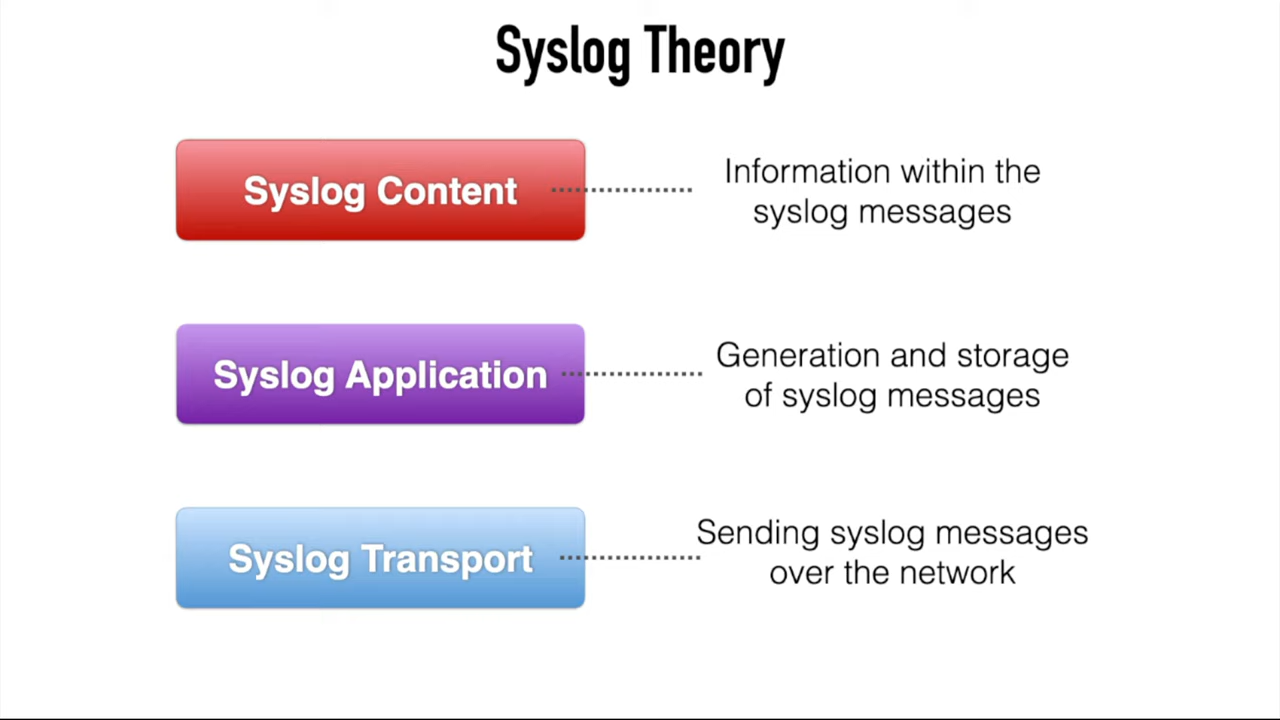 Syslog Theory
Syslog Content
Information within the
syslog messages
Syslog Application
Generation and storage
of syslog messages
Syslog Transport
Sending syslog messages
over the network